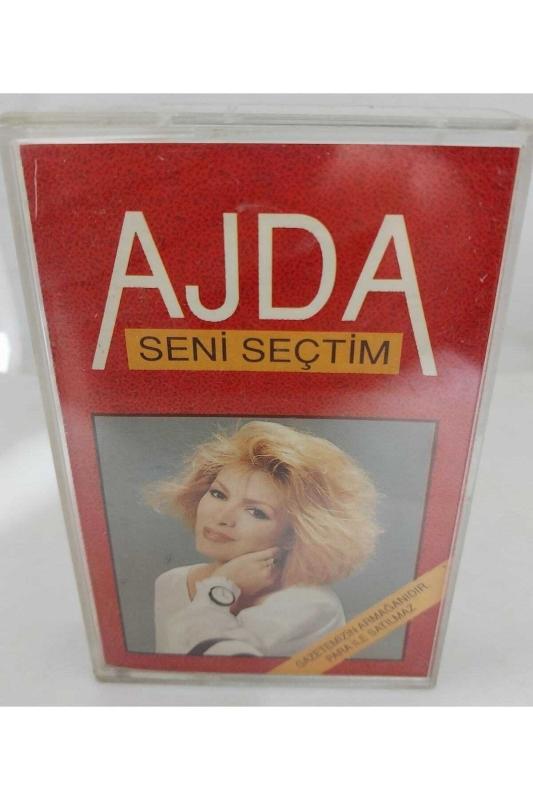 AJDA
SENİ SEÇTİM
GAZETEMİZİN ARMAĞANIDIR
PARA İLE SATILMAZ